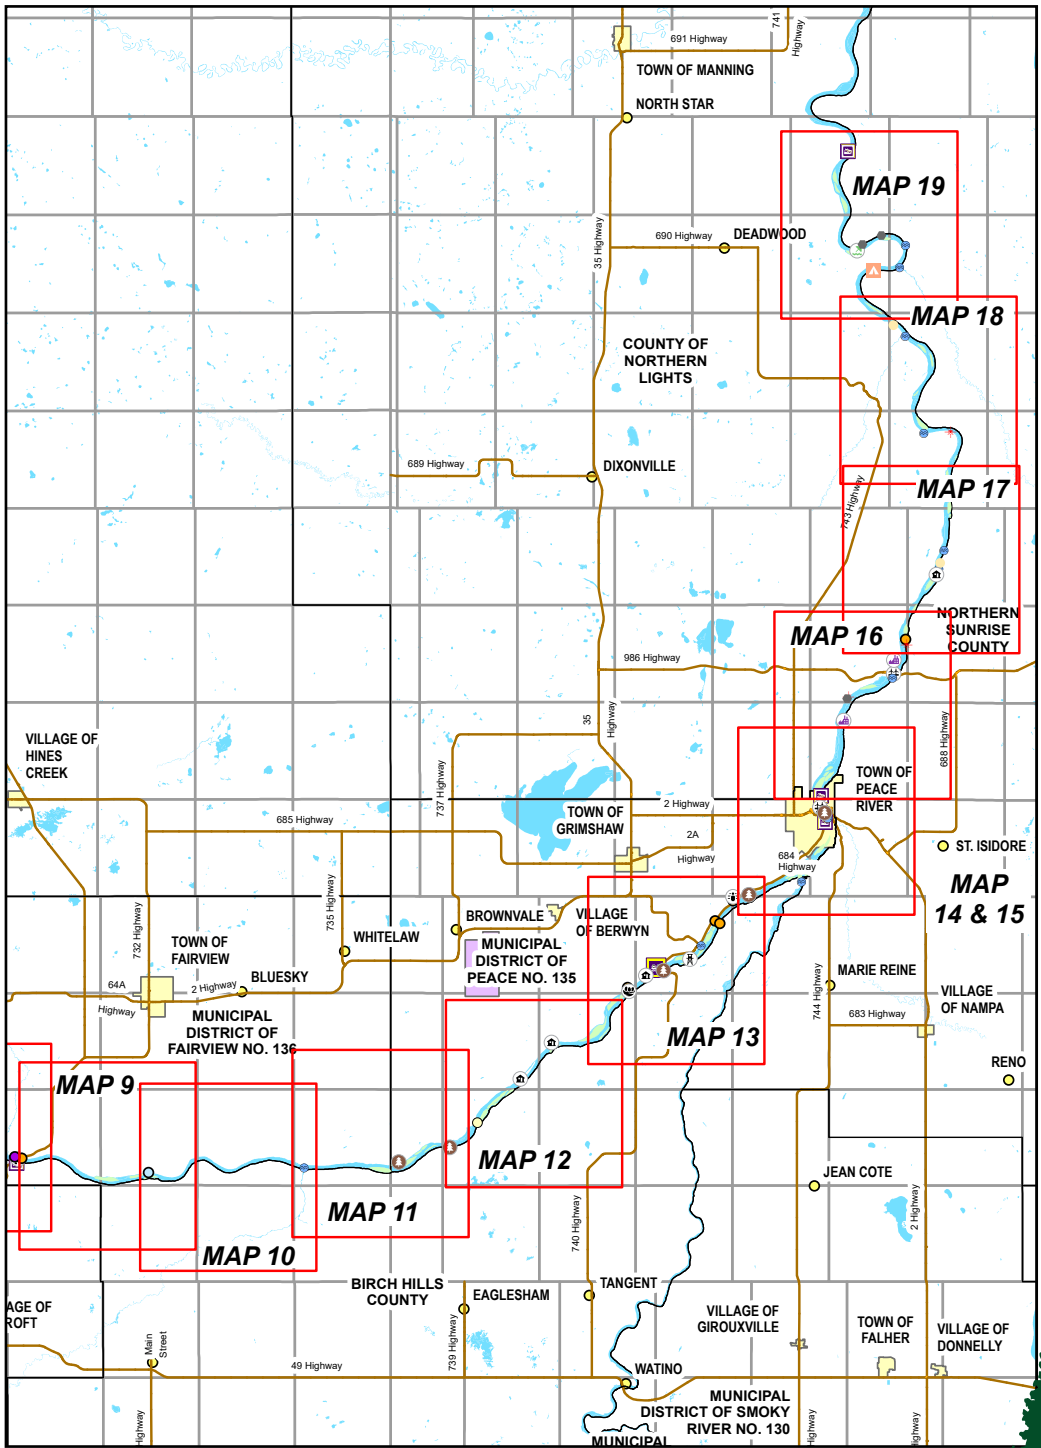 741
Highway
691 Highway
TOWN OF MANNING
NORTH STAR
MAP 19
35 Highway
690 Highway
DEADWOOD
MAP 18
COUNTY OF
NORTHERN
LIGHTS
689 Highway
DIXONVILLE
743 Highway
MAP 17
NORTHERN
SUNRISE
COUNTY
MAP 16
986 Highway
35
Highway
688 Highway
VILLAGE OF
HINES
CREEK
737 Highway
TOWN OF
PEACE
RIVER
2 Highway
TOWN OF
GRIMSHAW
685 Highway
2A
Highway
684
Highway
ST. ISIDORE
MAP
14 & 15
732 Highway
735 Highway
BROWNVALE
VILLAGE
OF BERWYN
WHITELAW
TOWN OF
FAIRVIEW
MUNICIPAL
DISTRICT OF
PEACE NO. 135
BLUESKY
64A
Highway
2 Highway
MUNICIPAL
DISTRICT OF
FAIRVIEW NO. 136
MARIE REINE
VILLAGE
OF NAMPA
744 Highway
683 Highway
MAP 13
RENO
MAP 9
MAP 12
JEAN COTE
MAP 11
2 Highway
740 Highway
MAP 10
BIRCH HILLS
COUNTY
EAGLESHAM
TANGENT
AGE OF
ROFT
VILLAGE OF
GIROUXVILLE
TOWN OF
FALHER
VILLAGE OF
DONNELLY
Main
Street
739 Highway
49 Highway
WATINO
MUNICIPAL
DISTRICT OF SMOKY
RIVER NO. 130
Highway
Highway
Highway
MUNICIPAL